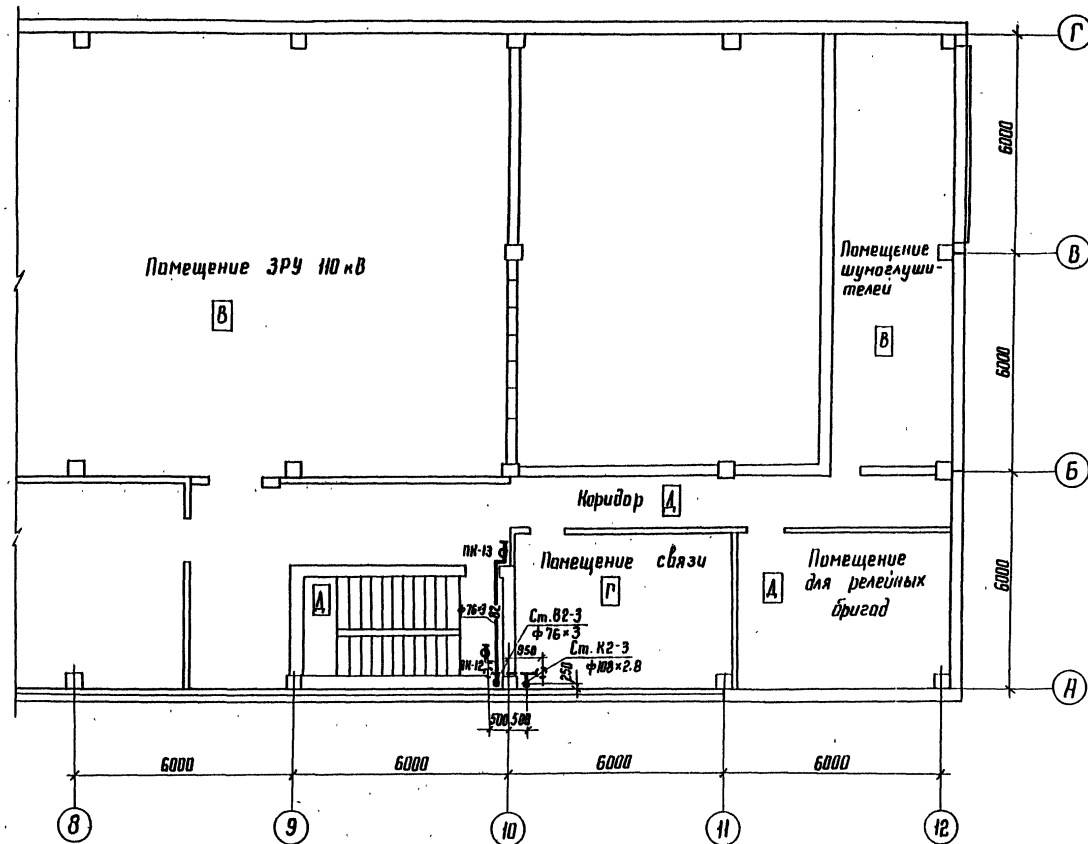 Г
6000
В
Помещение ЗРУ 110 кВ
В
Помещение
шумоглуши-
телей
В
6000
Б
Коридор
Д
ПК-13
Помещение связи
Г
Помещение
для релейных
бригад
Д
Д
6000
ф76×3
В2
Ст. В2-3
ф76×3
950
Ст. К2-3
ф108×2.8
250
ПК-12
А
500
500
6000
6000
6000
6000
8
9
10
11
12